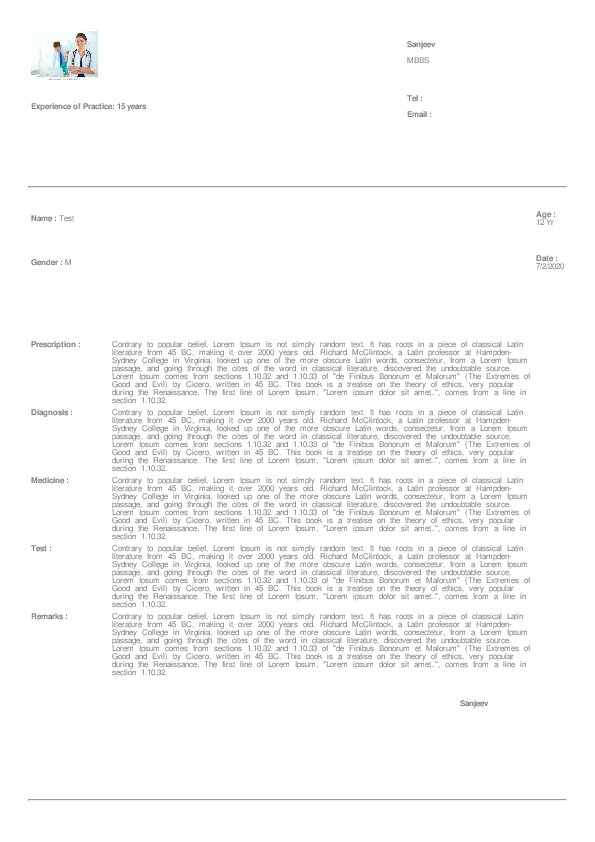 Sanjeev
MBBS
Tel :
Experience of Practice: 15 years
Email :
Name : Test
Age :
12 Yr
Gender : M
Date :
7/2/2020
Prescription : Contrary to popular belief, Lorem Ipsum is not simply random text. It has roots in a piece of classical Latin
literature from 45 BC, making it over 2000 years old. Richard McClintock, a Latin professor at Hampden-
Sydney College in Virginia, looked up one of the more obscure Latin words, consectetur, from a Lorem Ipsum
passage, and going through the cites of the word in classical literature, discovered the undoubtable source.
Lorem Ipsum comes from sections 1.10.32 and 1.10.33 of "de Finibus Bonorum et Malorum" (The Extremes of
Good and Evil) by Cicero, written in 45 BC. This book is a treatise on the theory of ethics, very popular
during the Renaissance. The first line of Lorem Ipsum, "Lorem ipsum dolor sit amet..", comes from a line in
section 1.10.32.
Diagnosis : Contrary to popular belief, Lorem Ipsum is not simply random text. It has roots in a piece of classical Latin
literature from 45 BC, making it over 2000 years old. Richard McClintock, a Latin professor at Hampden-
Sydney College in Virginia, looked up one of the more obscure Latin words, consectetur, from a Lorem Ipsum
passage, and going through the cites of the word in classical literature, discovered the undoubtable source.
Lorem Ipsum comes from sections 1.10.32 and 1.10.33 of "de Finibus Bonorum et Malorum" (The Extremes of
Good and Evil) by Cicero, written in 45 BC. This book is a treatise on the theory of ethics, very popular
during the Renaissance. The first line of Lorem Ipsum, "Lorem ipsum dolor sit amet..", comes from a line in
section 1.10.32.
Medicine : Contrary to popular belief, Lorem Ipsum is not simply random text. It has roots in a piece of classical Latin
literature from 45 BC, making it over 2000 years old. Richard McClintock, a Latin professor at Hampden-
Sydney College in Virginia, looked up one of the more obscure Latin words, consectetur, from a Lorem Ipsum
passage, and going through the cites of the word in classical literature, discovered the undoubtable source.
Lorem Ipsum comes from sections 1.10.32 and 1.10.33 of "de Finibus Bonorum et Malorum" (The Extremes of
Good and Evil) by Cicero, written in 45 BC. This book is a treatise on the theory of ethics, very popular
during the Renaissance. The first line of Lorem Ipsum, "Lorem ipsum dolor sit amet..", comes from a line in
section 1.10.32.
Test : Contrary to popular belief, Lorem Ipsum is not simply random text. It has roots in a piece of classical Latin
literature from 45 BC, making it over 2000 years old. Richard McClintock, a Latin professor at Hampden-
Sydney College in Virginia, looked up one of the more obscure Latin words, consectetur, from a Lorem Ipsum
passage, and going through the cites of the word in classical literature, discovered the undoubtable source.
Lorem Ipsum comes from sections 1.10.32 and 1.10.33 of "de Finibus Bonorum et Malorum" (The Extremes of
Good and Evil) by Cicero, written in 45 BC. This book is a treatise on the theory of ethics, very popular
during the Renaissance. The first line of Lorem Ipsum, "Lorem ipsum dolor sit amet..", comes from a line in
section 1.10.32.
Remarks : Contrary to popular belief, Lorem Ipsum is not simply random text. It has roots in a piece of classical Latin
literature from 45 BC, making it over 2000 years old. Richard McClintock, a Latin professor at Hampden-
Sydney College in Virginia, looked up one of the more obscure Latin words, consectetur, from a Lorem Ipsum
passage, and going through the cites of the word in classical literature, discovered the undoubtable source.
Lorem Ipsum comes from sections 1.10.32 and 1.10.33 of "de Finibus Bonorum et Malorum" (The Extremes of
Good and Evil) by Cicero, written in 45 BC. This book is a treatise on the theory of ethics, very popular
during the Renaissance. The first line of Lorem Ipsum, "Lorem ipsum dolor sit amet..", comes from a line in
section 1.10.32.
Sanjeev